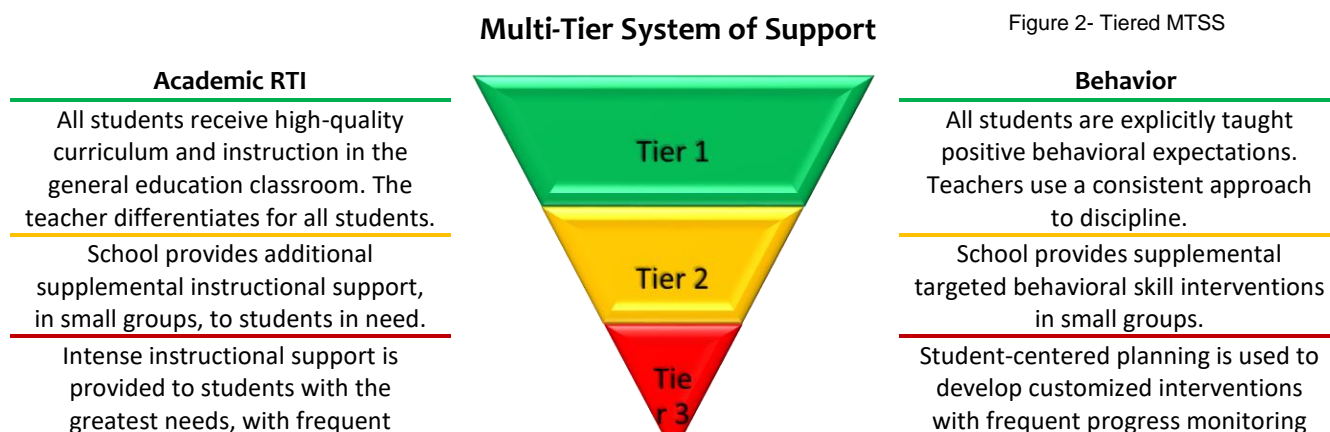 Multi-Tier System of Support
Figure 2- Tiered MTSS
Academic RTI
All students receive high-quality
curriculum and instruction in the
general education classroom. The
teacher differentiates for all students.
School provides additional
supplemental instructional support,
in small groups, to students in need.
Intense instructional support is
provided to students with the
greatest needs, with frequent
Tier 1
Tier 2
Tie
r 3
Behavior
All students are explicitly taught
positive behavioral expectations.
Teachers use a consistent approach
to discipline.
School provides supplemental
targeted behavioral skill interventions
in small groups.
Student-centered planning is used to
develop customized interventions
with frequent progress monitoring